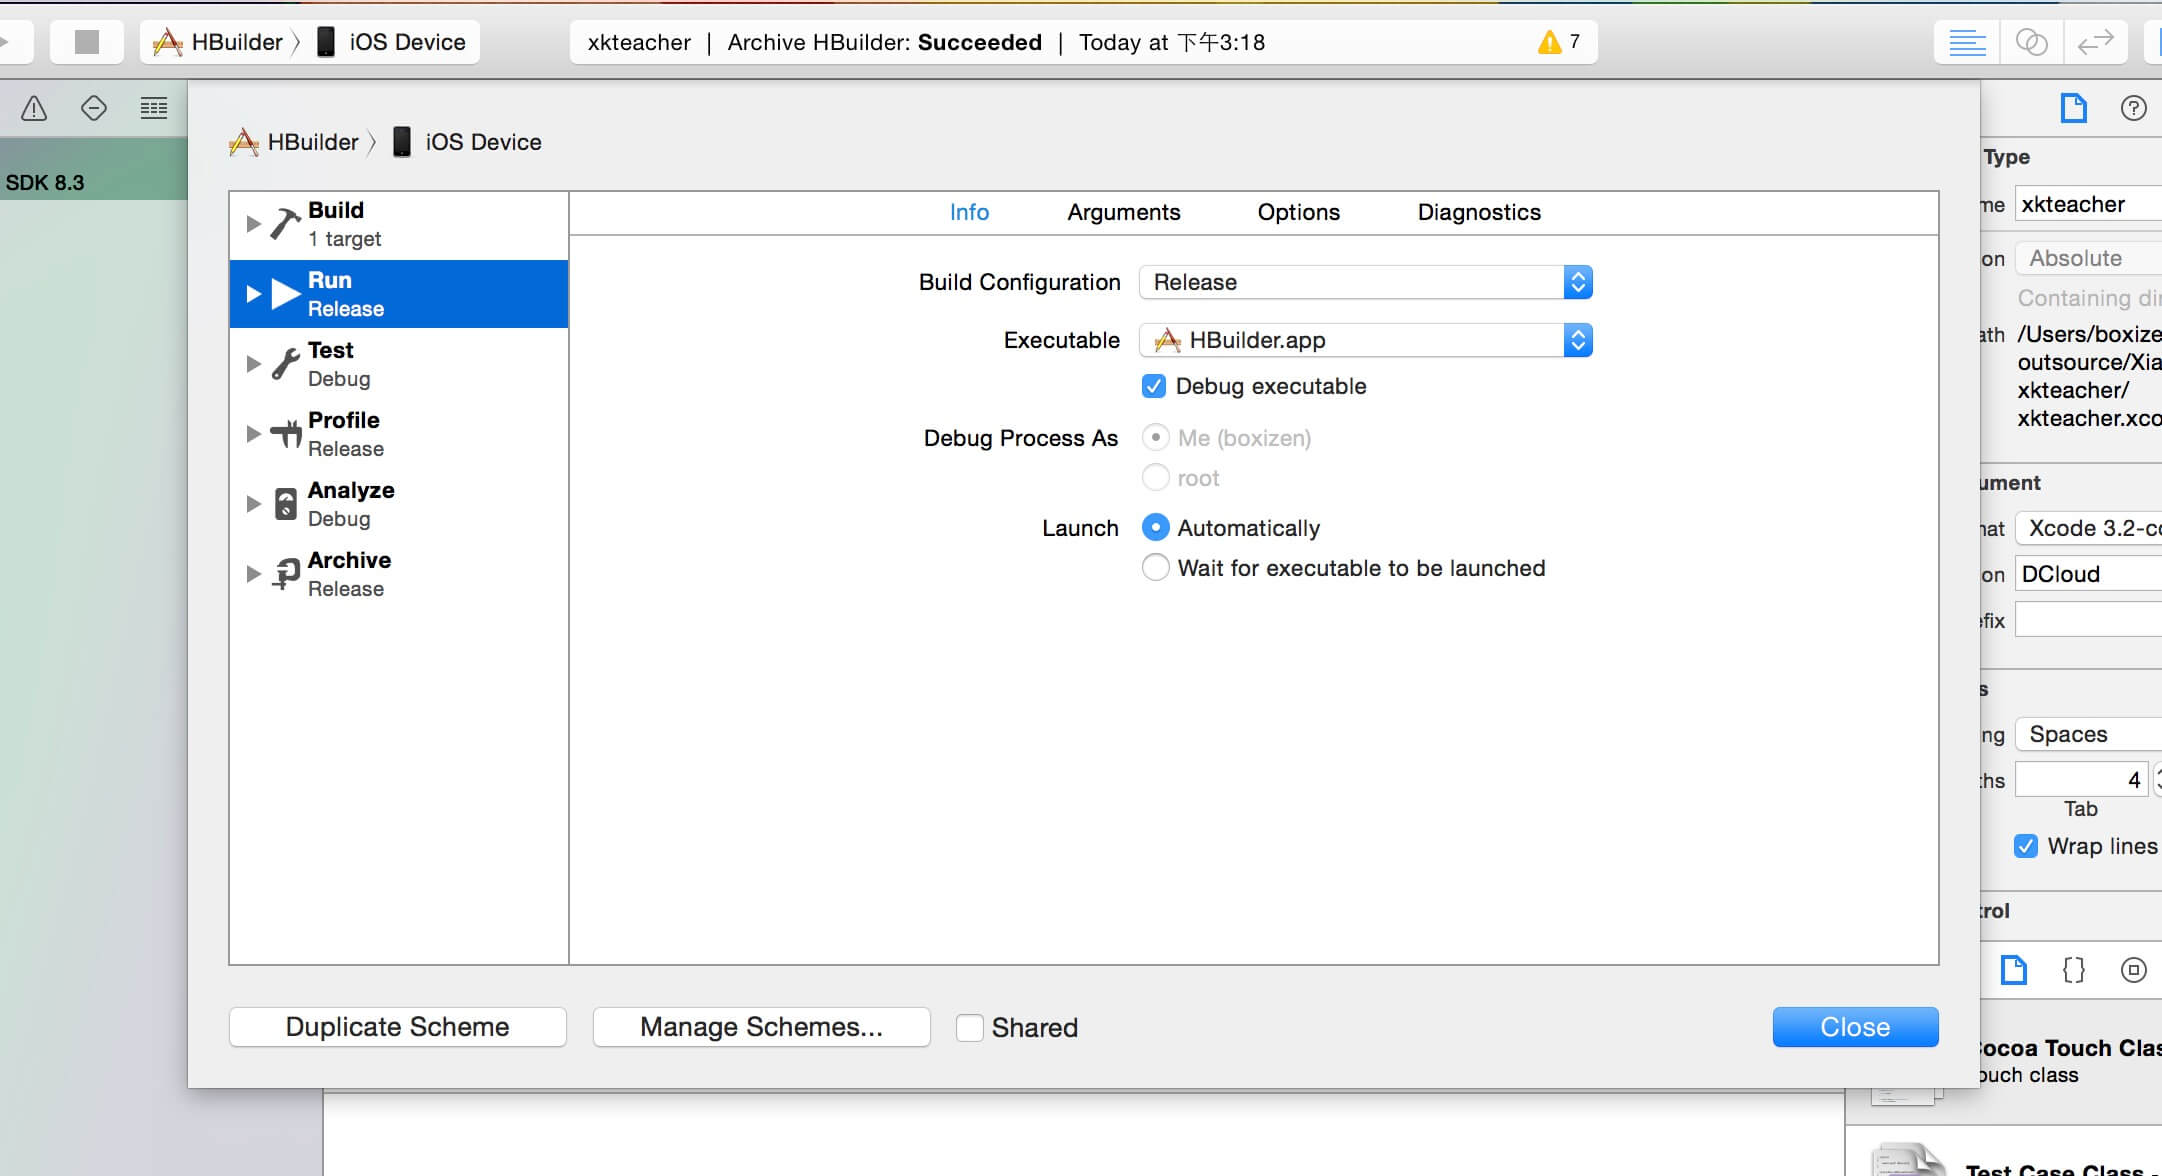 HBuilder
iOS Device
xkteacher | Archive HBuilder: Succeeded | Today at 下午3:18
7
SDK 8.3
HBuilder
iOS Device
Build
1 target
Run
Release
Test
Debug
Profile
Release
Analyze
Debug
Archive
Release
Info
Arguments
Options
Diagnostics
Build Configuration
Release
Executable
HBuilder.app
Debug executable
Debug Process As
Me (boxizen)
root
Launch
Automatically
Wait for executable to be launched
Duplicate Scheme
Manage Schemes...
Shared
Close
Type
me xkteacher
on Absolute
Containing di
ath /Users/boxize
outsource/Xia
xkteacher/
xkteacher.xco
ument
nat Xcode 3.2-co
on DCloud
efix
s
ng Spaces
ths 4
Tab
Wrap lines
trol
{}
ocoa Touch Clas
ouch class
Test Case Class -